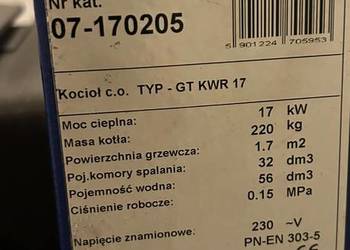 Nr kat.
07-170205
5 901224 705953
Kocioł c.o. TYP - GT KWR 17
Moc cieplna: 17 kW
Masa kotła: 220 kg
Powierzchnia grzewcza: 1.7 m2
Poj.komory spalania: 32 dm3
Pojemność wodna: 56 dm3
Ciśnienie robocze: 0.15 MPa
Napięcie znamionowe: 230 ~V
PN-EN 303-5